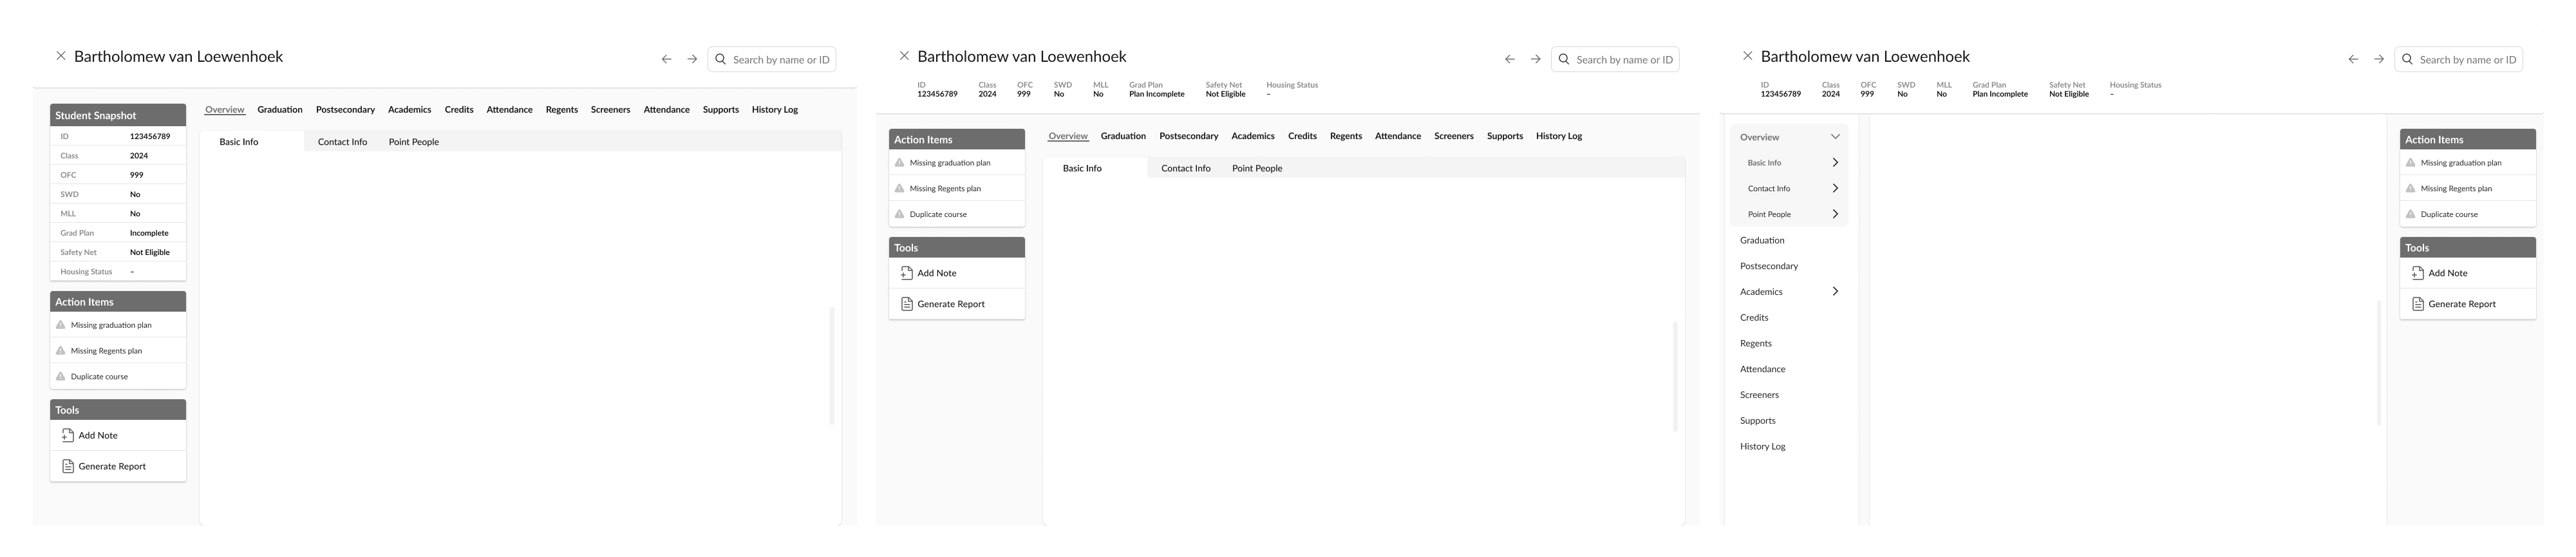 Bartholomew van Loewenhoek
Search by name or ID
Student Snapshot
ID 123456789
Class 2024
OFC 999
SWD No
MLL No
Grad Plan Incomplete
Safety Net Not Eligible
Housing Status –
Action Items
Missing graduation plan
Missing Regents plan
Duplicate course
Tools
Add Note
Generate Report
Overview Graduation Postsecondary Academics Credits Attendance Regents Screeners Attendance Supports History Log
Basic Info Contact Info Point People
Bartholomew van Loewenhoek
Search by name or ID
ID Class OFC SWD MLL Grad Plan Safety Net Housing Status
123456789 2024 999 No No Plan Incomplete Not Eligible –
Action Items
Missing graduation plan
Missing Regents plan
Duplicate course
Tools
Add Note
Generate Report
Overview Graduation Postsecondary Academics Credits Regents Attendance Screeners Supports History Log
Basic Info Contact Info Point People
Bartholomew van Loewenhoek
Search by name or ID
ID Class OFC SWD MLL Grad Plan Safety Net Housing Status
123456789 2024 999 No No Plan Incomplete Not Eligible –
Overview
Basic Info
Contact Info
Point People
Graduation
Postsecondary
Academics
Credits
Regents
Attendance
Screeners
Supports
History Log
Action Items
Missing graduation plan
Missing Regents plan
Duplicate course
Tools
Add Note
Generate Report